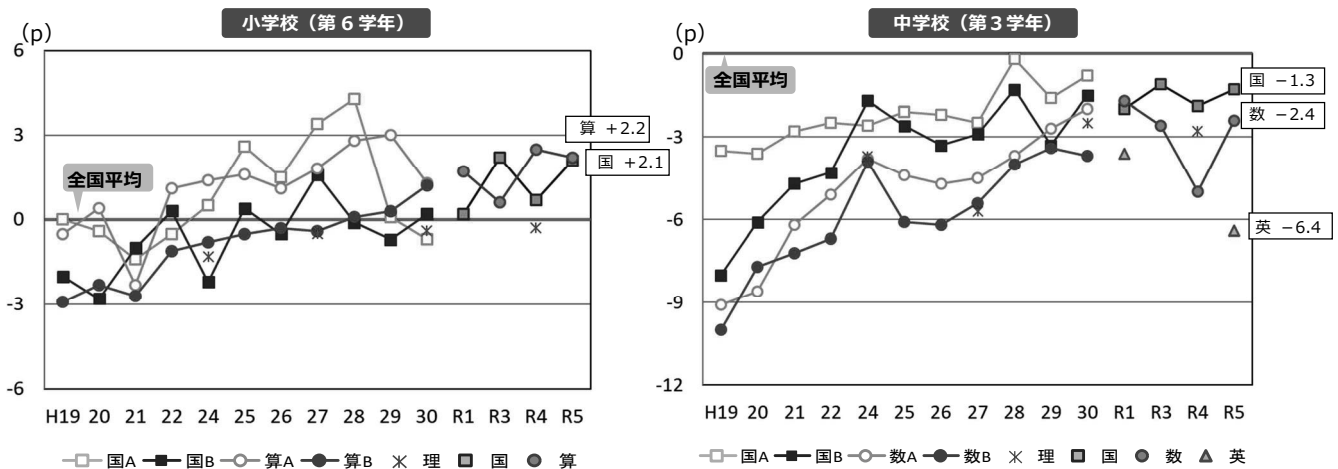 小学校（第６学年）
(p)
6
3
0
-3
-6
全国平均
算 +2.2
国 +2.1
H19 20 21 22 24 25 26 27 28 29 30 R1 R3 R4 R5
国A 国B 算A 算B 理 国 算
中学校（第３学年）
(p)
0
-3
-6
-9
-12
全国平均
国 −1.3
数 −2.4
英 −6.4
H19 20 21 22 24 25 26 27 28 29 30 R1 R3 R4 R5
国A 国B 数A 数B 理 国 数 英